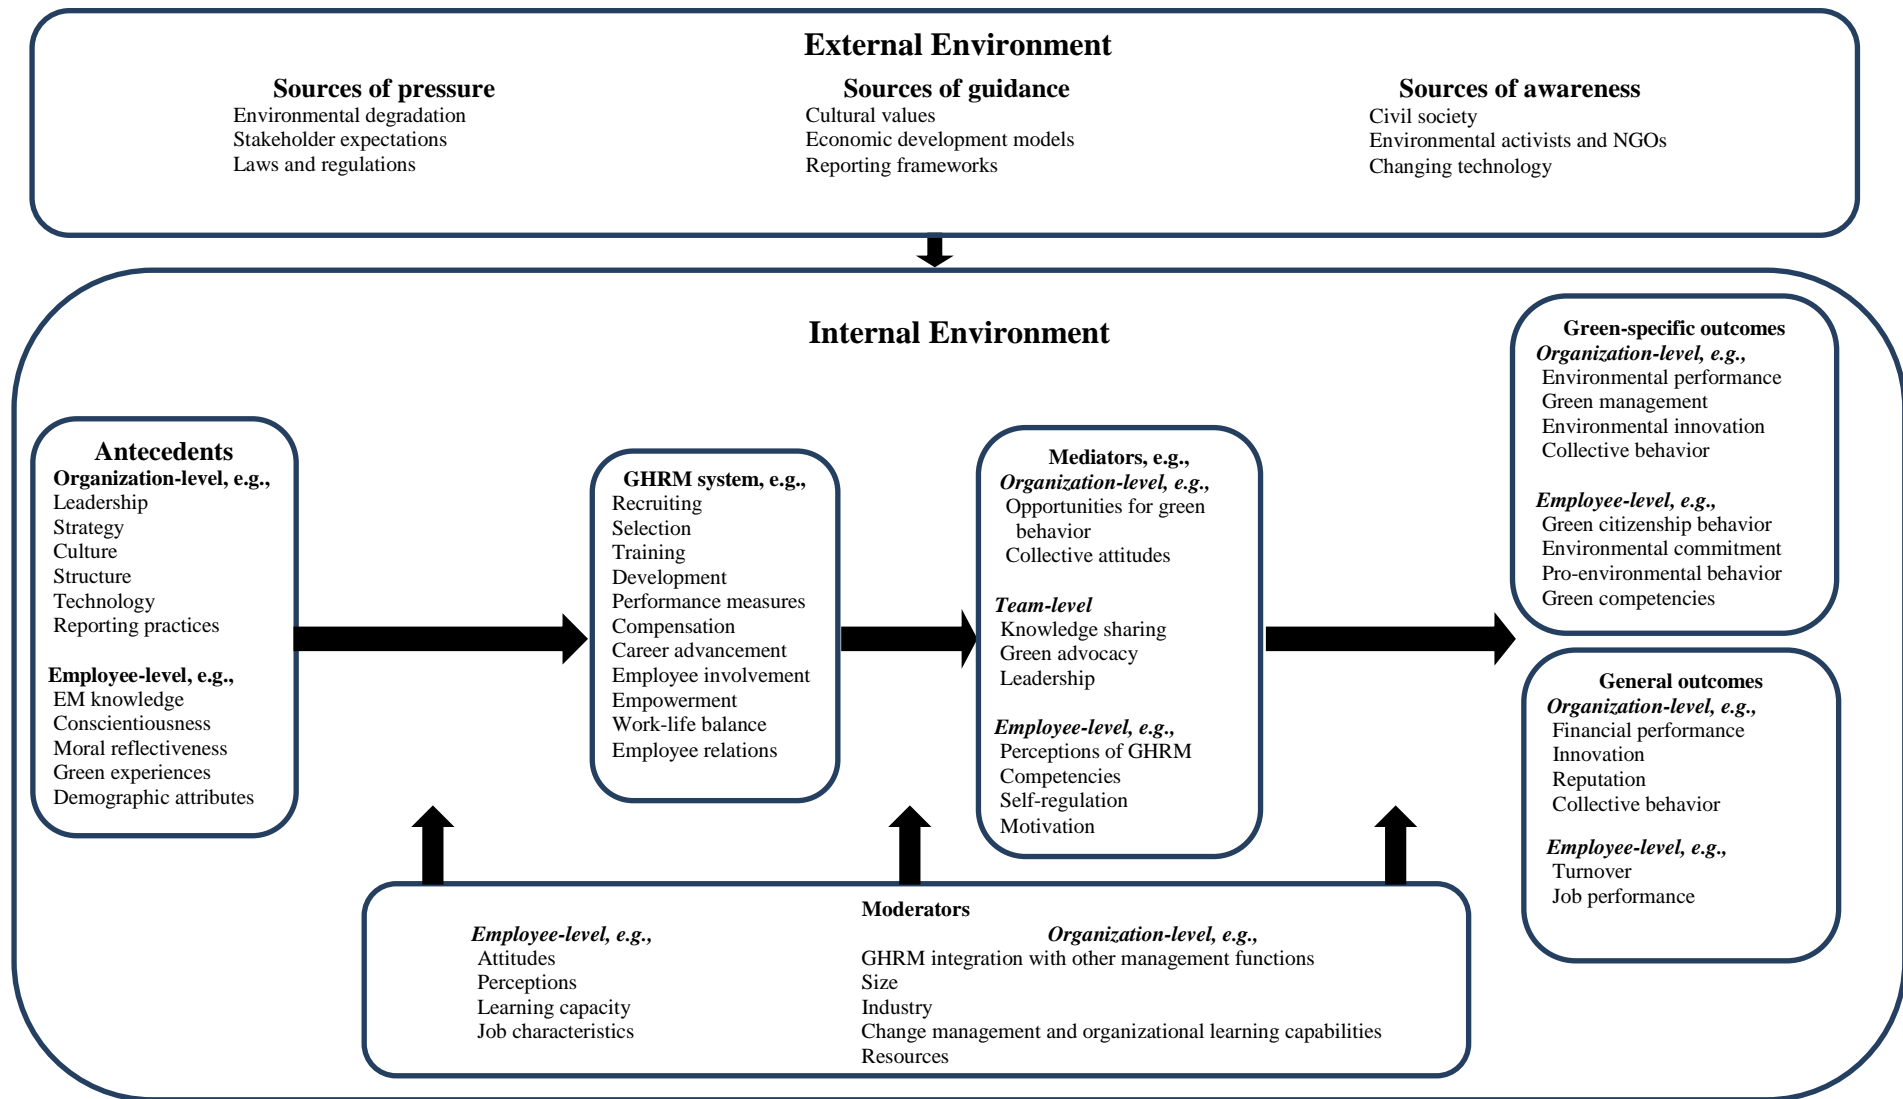 External Environment
Sources of pressure
Environmental degradation
Stakeholder expectations
Laws and regulations
Sources of guidance
Cultural values
Economic development models
Reporting frameworks
Sources of awareness
Civil society
Environmental activists and NGOs
Changing technology
Internal Environment
Antecedents
Organization-level, e.g.,
Leadership
Strategy
Culture
Structure
Technology
Reporting practices
Employee-level, e.g.,
EM knowledge
Conscientiousness
Moral reflectiveness
Green experiences
Demographic attributes
GHRM system, e.g.,
Recruiting
Selection
Training
Development
Performance measures
Compensation
Career advancement
Employee involvement
Empowerment
Work-life balance
Employee relations
Mediators, e.g.,
Organization-level, e.g.,
Opportunities for green
behavior
Collective attitudes
Team-level
Knowledge sharing
Green advocacy
Leadership
Employee-level, e.g.,
Perceptions of GHRM
Competencies
Self-regulation
Motivation
Green-specific outcomes
Organization-level, e.g.,
Environmental performance
Green management
Environmental innovation
Collective behavior
Employee-level, e.g.,
Green citizenship behavior
Environmental commitment
Pro-environmental behavior
Green competencies
General outcomes
Organization-level, e.g.,
Financial performance
Innovation
Reputation
Collective behavior
Employee-level, e.g.,
Turnover
Job performance
Moderators
Employee-level, e.g.,
Attitudes
Perceptions
Learning capacity
Job characteristics
Organization-level, e.g.,
GHRM integration with other management functions
Size
Industry
Change management and organizational learning capabilities
Resources